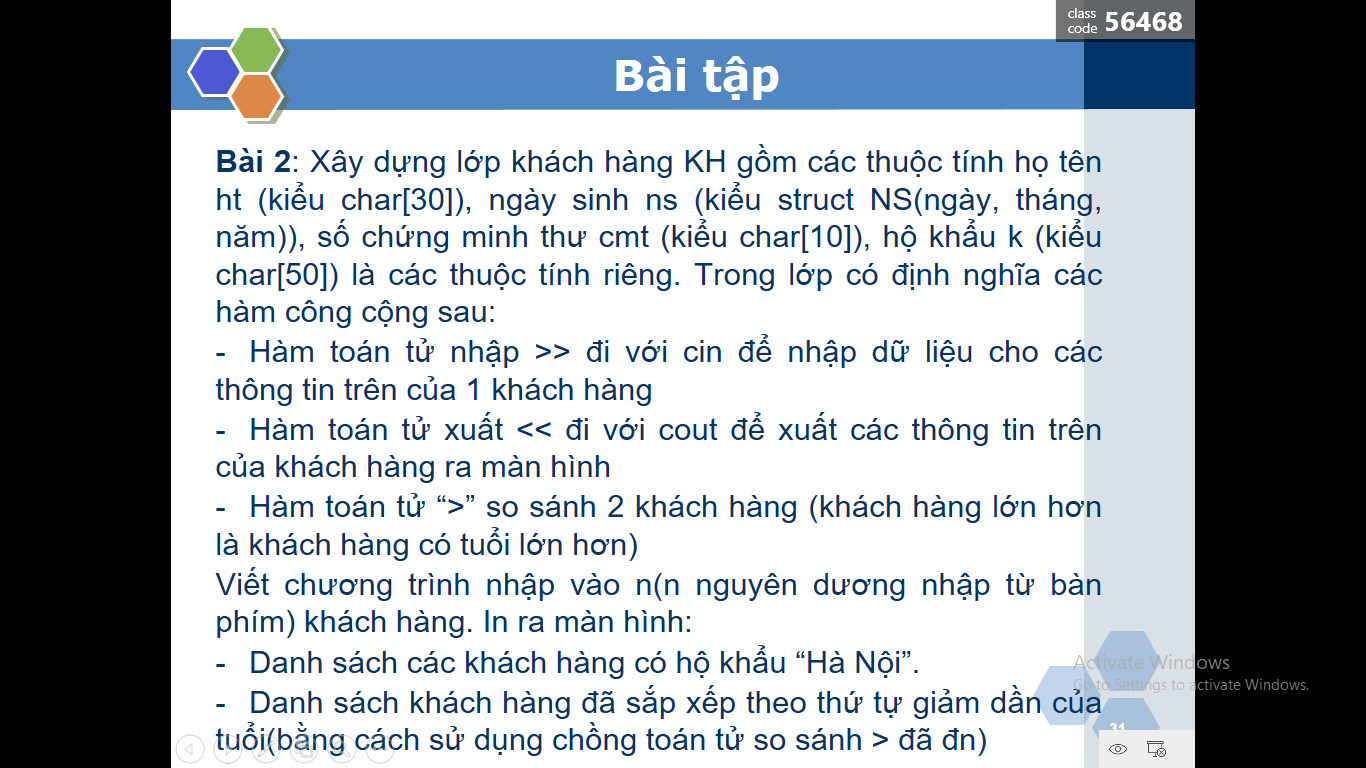 class
code 56468
Bài tập
Bài 2: Xây dựng lớp khách hàng KH gồm các thuộc tính họ tên
ht (kiểu char[30]), ngày sinh ns (kiểu struct NS(ngày, tháng,
năm)), số chứng minh thư cmt (kiểu char[10]), hộ khẩu k (kiểu
char[50]) là các thuộc tính riêng. Trong lớp có định nghĩa các
hàm công cộng sau:
- Hàm toán tử nhập >> đi với cin để nhập dữ liệu cho các
thông tin trên của 1 khách hàng
- Hàm toán tử xuất << đi với cout để xuất các thông tin trên
của khách hàng ra màn hình
- Hàm toán tử “>” so sánh 2 khách hàng (khách hàng lớn hơn
là khách hàng có tuổi lớn hơn)
Viết chương trình nhập vào n(n nguyên dương nhập từ bàn
phím) khách hàng. In ra màn hình:
- Danh sách các khách hàng có hộ khẩu “Hà Nội”.
- Danh sách khách hàng đã sắp xếp theo thứ tự giảm dần của
tuổi(bằng cách sử dụng chồng toán tử so sánh > đã đn)
Activate Windows
Go to Settings to activate Windows.
31